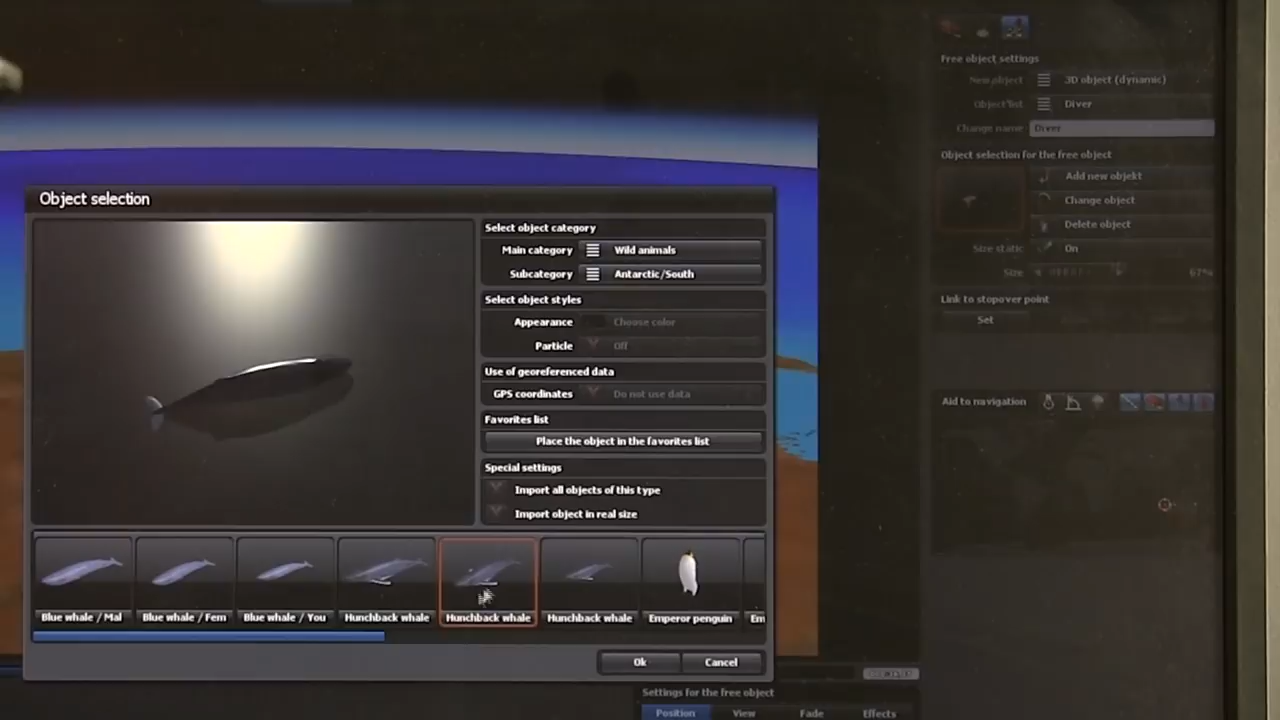 Free object settings
New object 3D object (dynamic)
Object list Diver
Change name Diver
Object selection for the free object
Add new objekt
Change object
Delete object
Size static On
Size 67%
Link to stopover point
Set
Aid to navigation
Object selection
Select object category
Main category Wild animals
Subcategory Antarctic/South
Select object styles
Appearance Choose color
Particle Off
Use of georeferenced data
GPS coordinates Do not use data
Favorites list
Place the object in the favorites list
Special settings
Import all objects of this type
Import object in real size
Blue whale / Mal Blue whale / Fem Blue whale / You Hunchback whale Hunchback whale Hunchback whale Emperor penguin Em
Ok Cancel
Settings for the free object
Position View Fade Effects